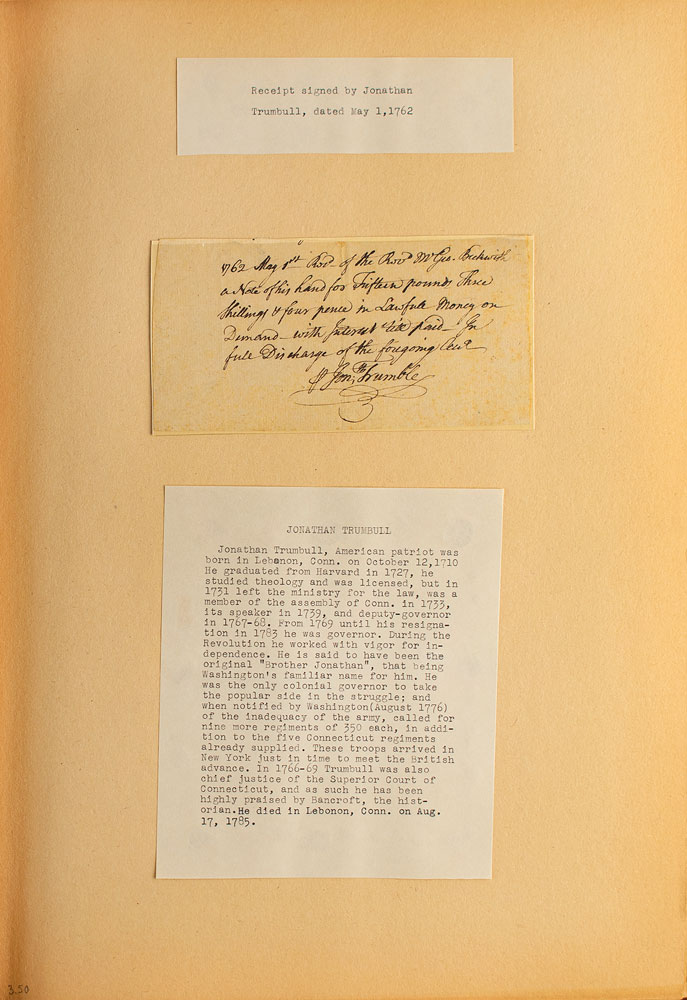 Receipt signed by Jonathan
Trumbull, dated May 1,1762
1762 May 1st Recd of the Revd Mr Geo. Beckwith
a Note of his hand for Fifteen pounds Three
Shillings & four pence in Lawfull Money on
Demand with Interest till paid In
full Discharge of the foregoing
Jonth Trumble
JONATHAN TRUMBULL
Jonathan Trumbull, American patriot was
born in Lebanon, Conn. on October 12,1710
He graduated from Harvard in 1727, he
studied theology and was licensed, but in
1731 left the ministry for the law, was a
member of the assembly of Conn. in 1733,
its speaker in 1739, and deputy-governor
in 1767-68. From 1769 until his resigna-
tion in 1783 he was governor. During the
Revolution he worked with vigor for in-
dependence. He is said to have been the
original "Brother Jonathan", that being
Washington's familiar name for him. He
was the only colonial governor to take
the popular side in the struggle; and
when notified by Washington(August 1776)
of the inadequacy of the army, called for
nine more regiments of 350 each, in addi-
tion to the five Connecticut regiments
already supplied. These troops arrived in
New York just in time to meet the British
advance. In 1766-69 Trumbull was also
chief justice of the Superior Court of
Connecticut, and as such he has been
highly praised by Bancroft, the hist-
orian.He died in Lebonon, Conn. on Aug.
17, 1785.
3.50